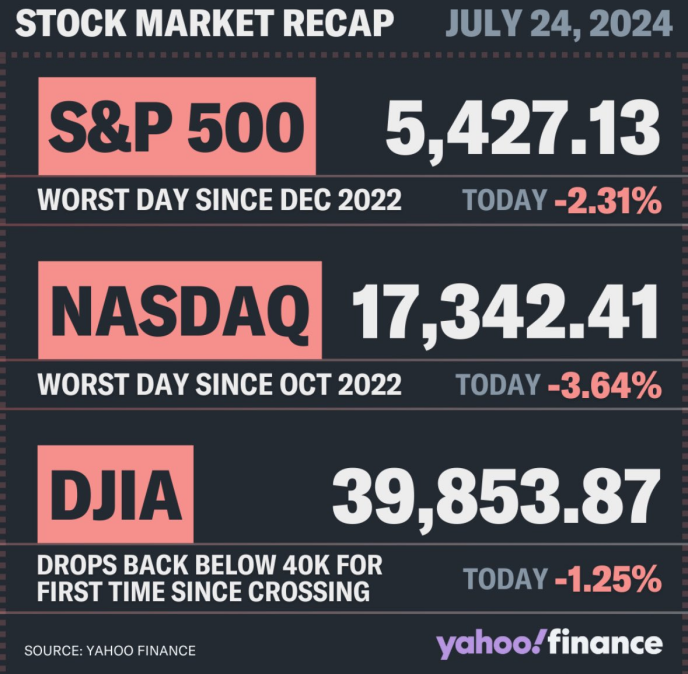 STOCK MARKET RECAP JULY 24, 2024
S&P 500 5,427.13
WORST DAY SINCE DEC 2022 TODAY -2.31%
NASDAQ 17,342.41
WORST DAY SINCE OCT 2022 TODAY -3.64%
DJIA 39,853.87
DROPS BACK BELOW 40K FOR
FIRST TIME SINCE CROSSING TODAY -1.25%
SOURCE: YAHOO FINANCE yahoo!finance